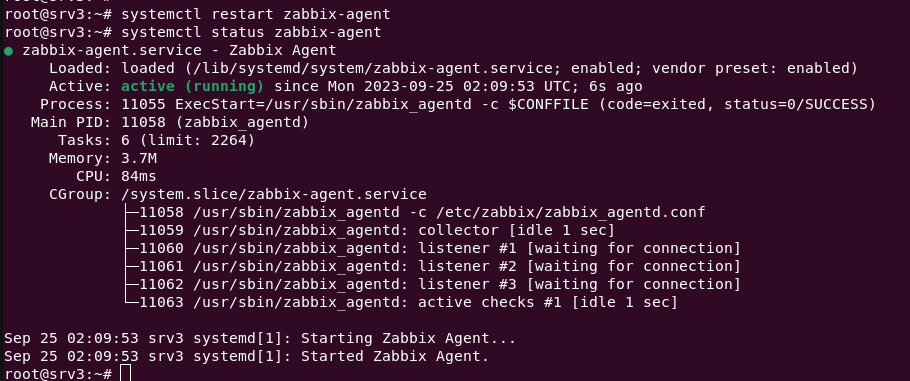 root@srv3:~#
root@srv3:~# systemctl restart zabbix-agent
root@srv3:~# systemctl status zabbix-agent
● zabbix-agent.service - Zabbix Agent
     Loaded: loaded (/lib/systemd/system/zabbix-agent.service; enabled; vendor preset: enabled)
     Active: active (running) since Mon 2023-09-25 02:09:53 UTC; 6s ago
    Process: 11055 ExecStart=/usr/sbin/zabbix_agentd -c $CONFFILE (code=exited, status=0/SUCCESS)
   Main PID: 11058 (zabbix_agentd)
      Tasks: 6 (limit: 2264)
     Memory: 3.7M
        CPU: 84ms
     CGroup: /system.slice/zabbix-agent.service
             ├─11058 /usr/sbin/zabbix_agentd -c /etc/zabbix/zabbix_agentd.conf
             ├─11059 /usr/sbin/zabbix_agentd: collector [idle 1 sec]
             ├─11060 /usr/sbin/zabbix_agentd: listener #1 [waiting for connection]
             ├─11061 /usr/sbin/zabbix_agentd: listener #2 [waiting for connection]
             ├─11062 /usr/sbin/zabbix_agentd: listener #3 [waiting for connection]
             └─11063 /usr/sbin/zabbix_agentd: active checks #1 [idle 1 sec]

Sep 25 02:09:53 srv3 systemd[1]: Starting Zabbix Agent...
Sep 25 02:09:53 srv3 systemd[1]: Started Zabbix Agent.
root@srv3:~#